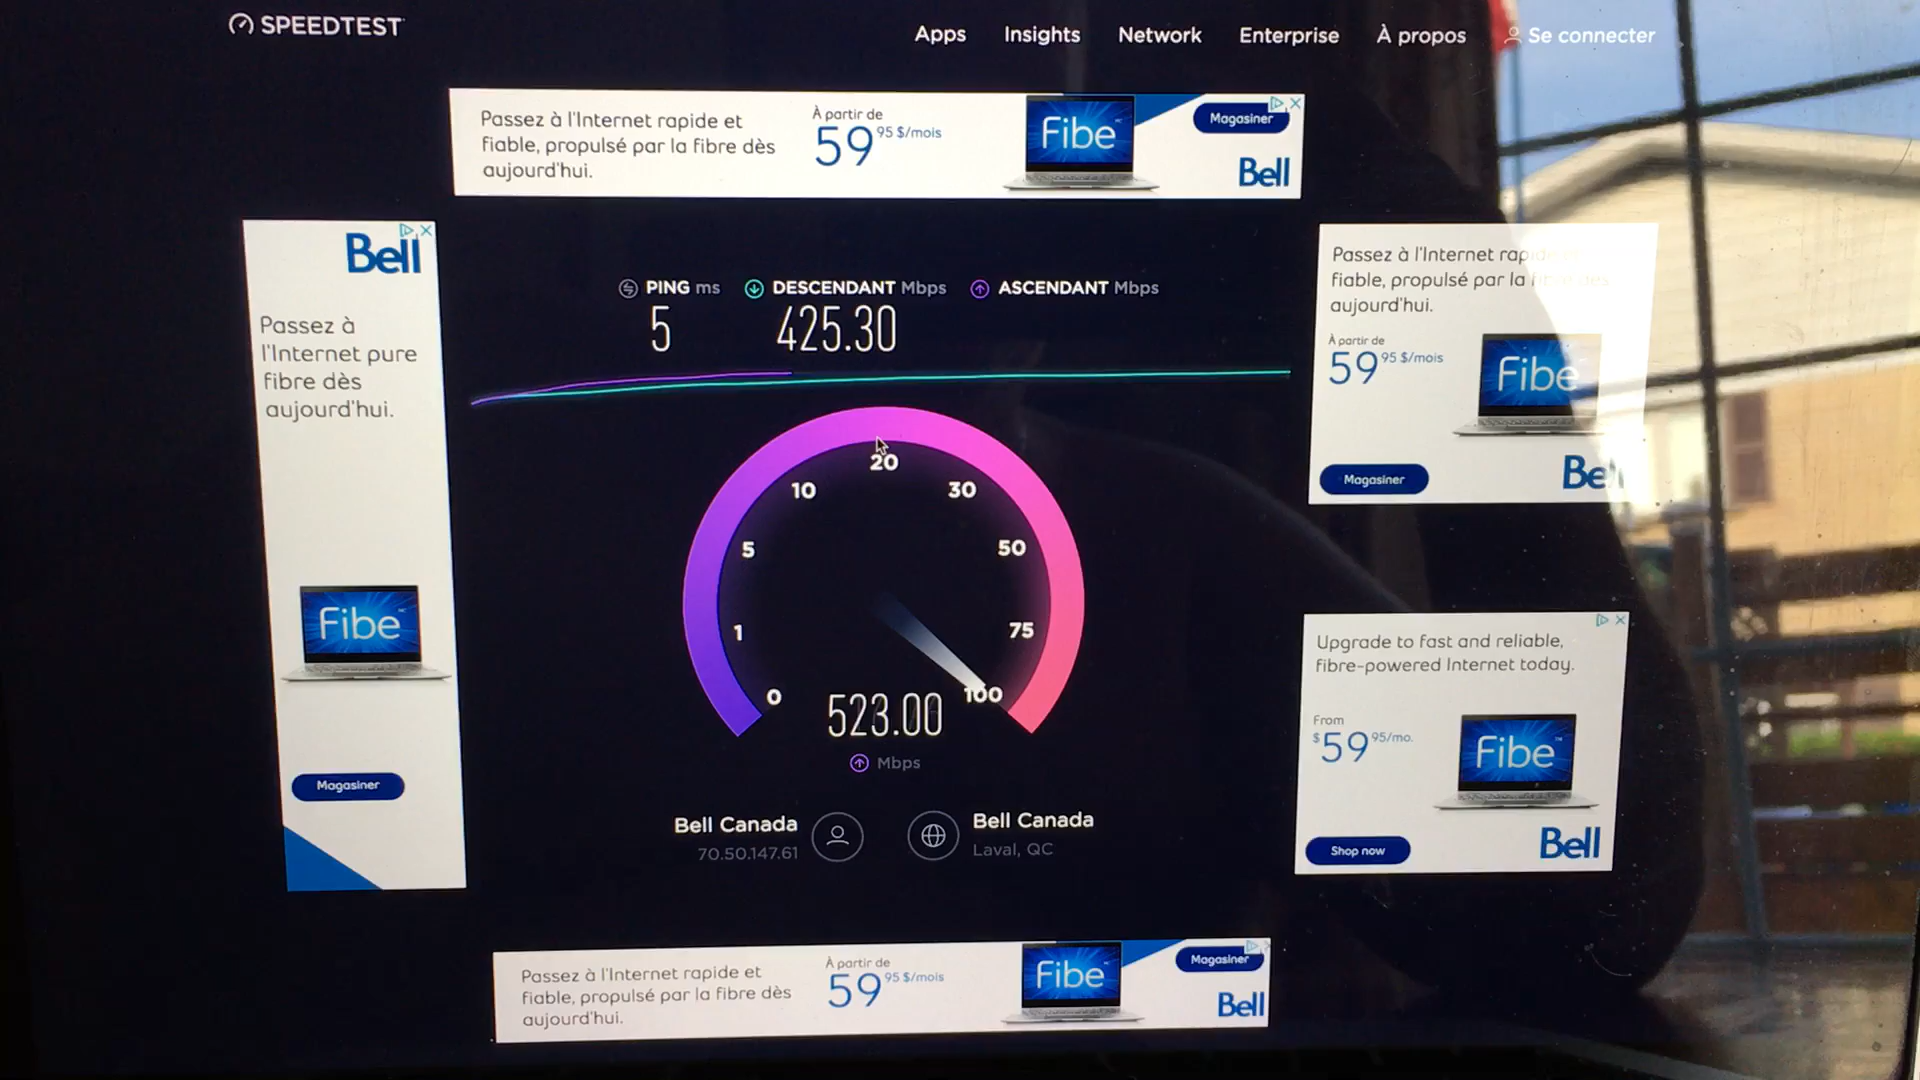 SPEEDTEST
Apps Insights Network Enterprise À propos Se connecter
Passez à l'Internet rapide et
fiable, propulsé par la fibre dès
aujourd'hui.
À partir de
59 95 $/mois
Fibe
Magasiner
Bell
Bell
Passez à
l'Internet pure
fibre dès
aujourd'hui.
Fibe
Magasiner
PING ms DESCENDANT Mbps ASCENDANT Mbps
5 425.30
0
1
5
10
20
30
50
75
100
523.00
Mbps
Bell Canada
70.50.147.61
Bell Canada
Laval, QC
Passez à l'Internet rapide et
fiable, propulsé par la fibre dès
aujourd'hui.
À partir de
59 95 $/mois
Fibe
Magasiner
Bell
Upgrade to fast and reliable,
fibre-powered Internet today.
From
$59 95/mo.
Fibe
Shop now
Bell
Passez à l'Internet rapide et
fiable, propulsé par la fibre dès
aujourd'hui.
À partir de
59 95 $/mois
Fibe
Magasiner
Bell